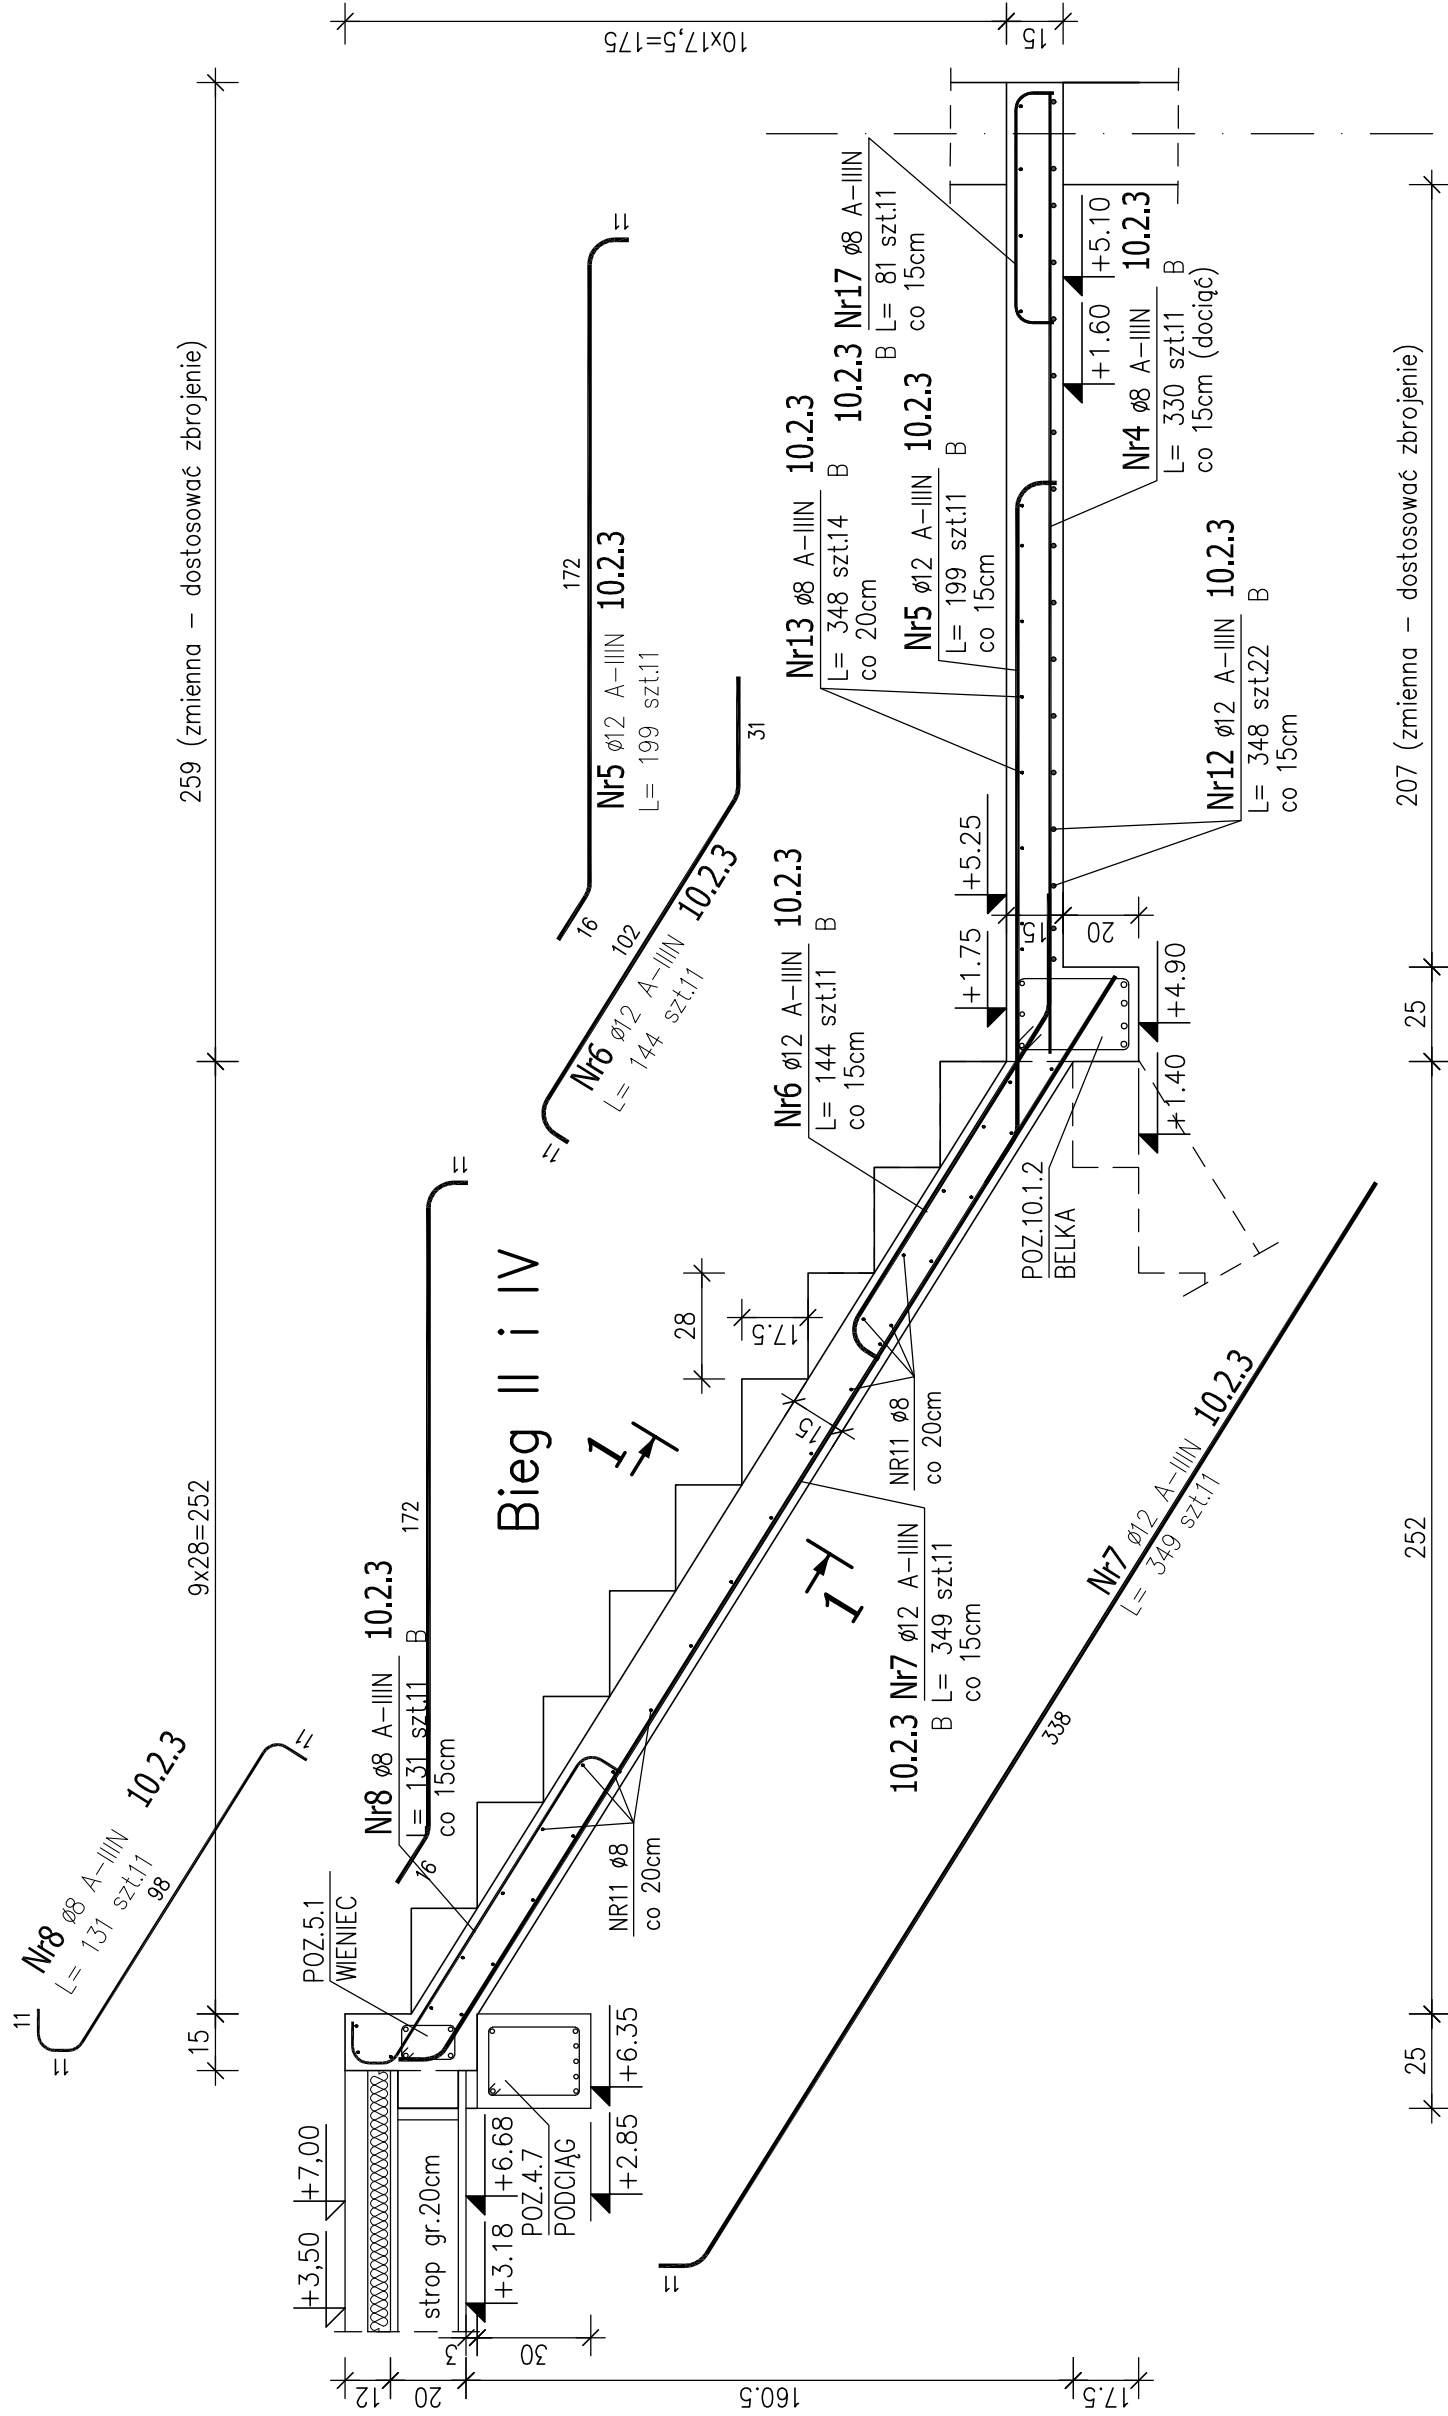 10x17,5=175
15
259 (zmienna – dostosować zbrojenie)
9x28=252
15
11
172
Nr5 ø12 A-IIIN 10.2.3
L= 199 szt.11
16
31
102
Nr6 ø12 A-IIIN 10.2.3
L= 144 szt.11
11
11
172
16
Bieg II i IV
Nr8 ø8 A-IIIN 10.2.3
L= 131 szt.11 B
co 15cm
Nr8 ø8 A-IIIN 10.2.3
L= 131 szt.11
98
11
11
11
POZ.5.1
WIENIEC
28
17.5
1
1
15
NR11 ø8
co 20cm
NR11 ø8
co 20cm
Nr6 ø12 A-IIIN 10.2.3
L= 144 szt.11 B
co 15cm
Nr13 ø8 A-IIIN 10.2.3
L= 348 szt.14 B
co 20cm
10.2.3 Nr17 ø8 A-IIIN
B L= 81 szt.11
co 15cm
Nr5 ø12 A-IIIN 10.2.3
L= 199 szt.11 B
co 15cm
+1.75
+5.25
15
20
+1.60
+5.10
Nr4 ø8 A-IIIN 10.2.3
L= 330 szt.11 B
co 15cm (dociąć)
Nr12 ø12 A-IIIN 10.2.3
L= 348 szt.22 B
co 15cm
+1.40
+4.90
POZ.10.1.2
BELKA
10.2.3 Nr7 ø12 A-IIIN
B L= 349 szt.11
co 15cm
Nr7 ø12 A-IIIN 10.2.3
L= 349 szt.11
338
11
+3,50
+7,00
strop gr.20cm
+3.18
+6.68
POZ.4.7
PODCIĄG
+2.85
+6.35
3
30
12
20
160.5
17.5
25
252
25
207 (zmienna – dostosować zbrojenie)